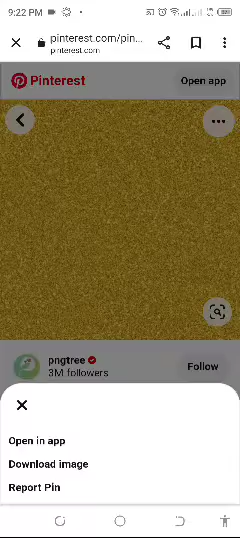 9:22 PM
pinterest.com/pin...
pinterest.com
Pinterest
Open app
pngtree
3M followers
Follow
Open in app
Download image
Report Pin